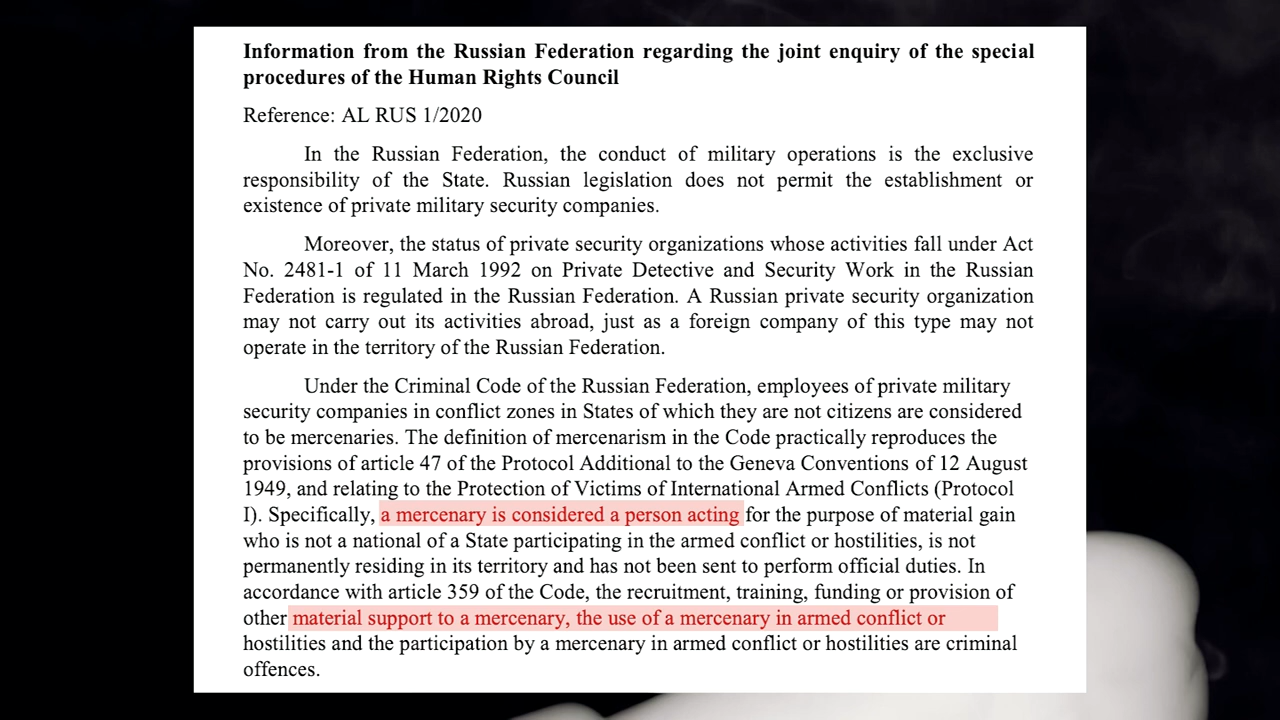 Information from the Russian Federation regarding the joint enquiry of the special
procedures of the Human Rights Council
Reference: AL RUS 1/2020
In the Russian Federation, the conduct of military operations is the exclusive
responsibility of the State. Russian legislation does not permit the establishment or
existence of private military security companies.
Moreover, the status of private security organizations whose activities fall under Act
No. 2481-1 of 11 March 1992 on Private Detective and Security Work in the Russian
Federation is regulated in the Russian Federation. A Russian private security organization
may not carry out its activities abroad, just as a foreign company of this type may not
operate in the territory of the Russian Federation.
Under the Criminal Code of the Russian Federation, employees of private military
security companies in conflict zones in States of which they are not citizens are considered
to be mercenaries. The definition of mercenarism in the Code practically reproduces the
provisions of article 47 of the Protocol Additional to the Geneva Conventions of 12 August
1949, and relating to the Protection of Victims of International Armed Conflicts (Protocol
I). Specifically, a mercenary is considered a person acting for the purpose of material gain
who is not a national of a State participating in the armed conflict or hostilities, is not
permanently residing in its territory and has not been sent to perform official duties. In
accordance with article 359 of the Code, the recruitment, training, funding or provision of
other material support to a mercenary, the use of a mercenary in armed conflict or
hostilities and the participation by a mercenary in armed conflict or hostilities are criminal
offences.